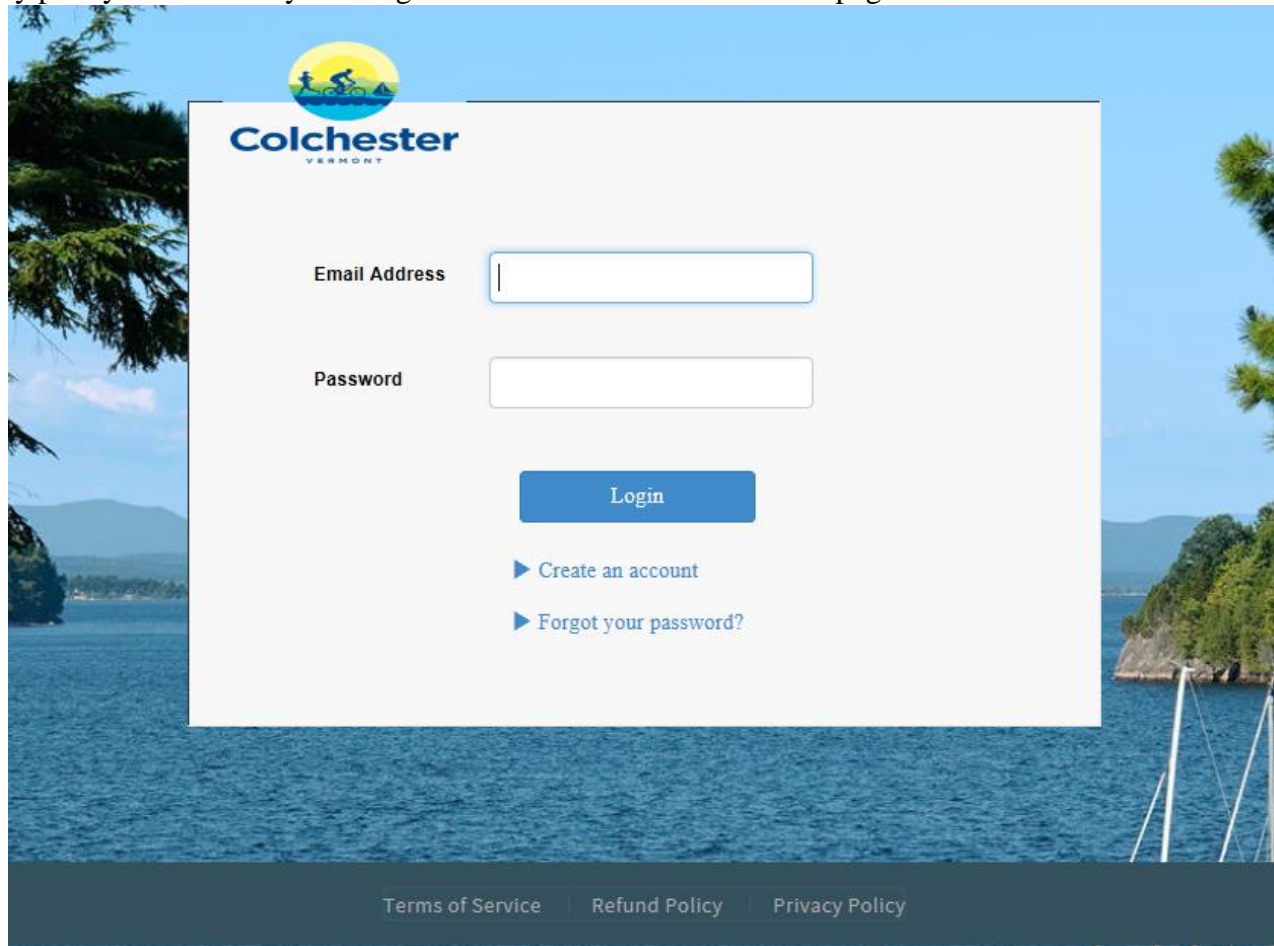 Colchester
VERMONT
Email Address
Password
Login
Create an account
Forgot your password?
Terms of Service Refund Policy Privacy Policy